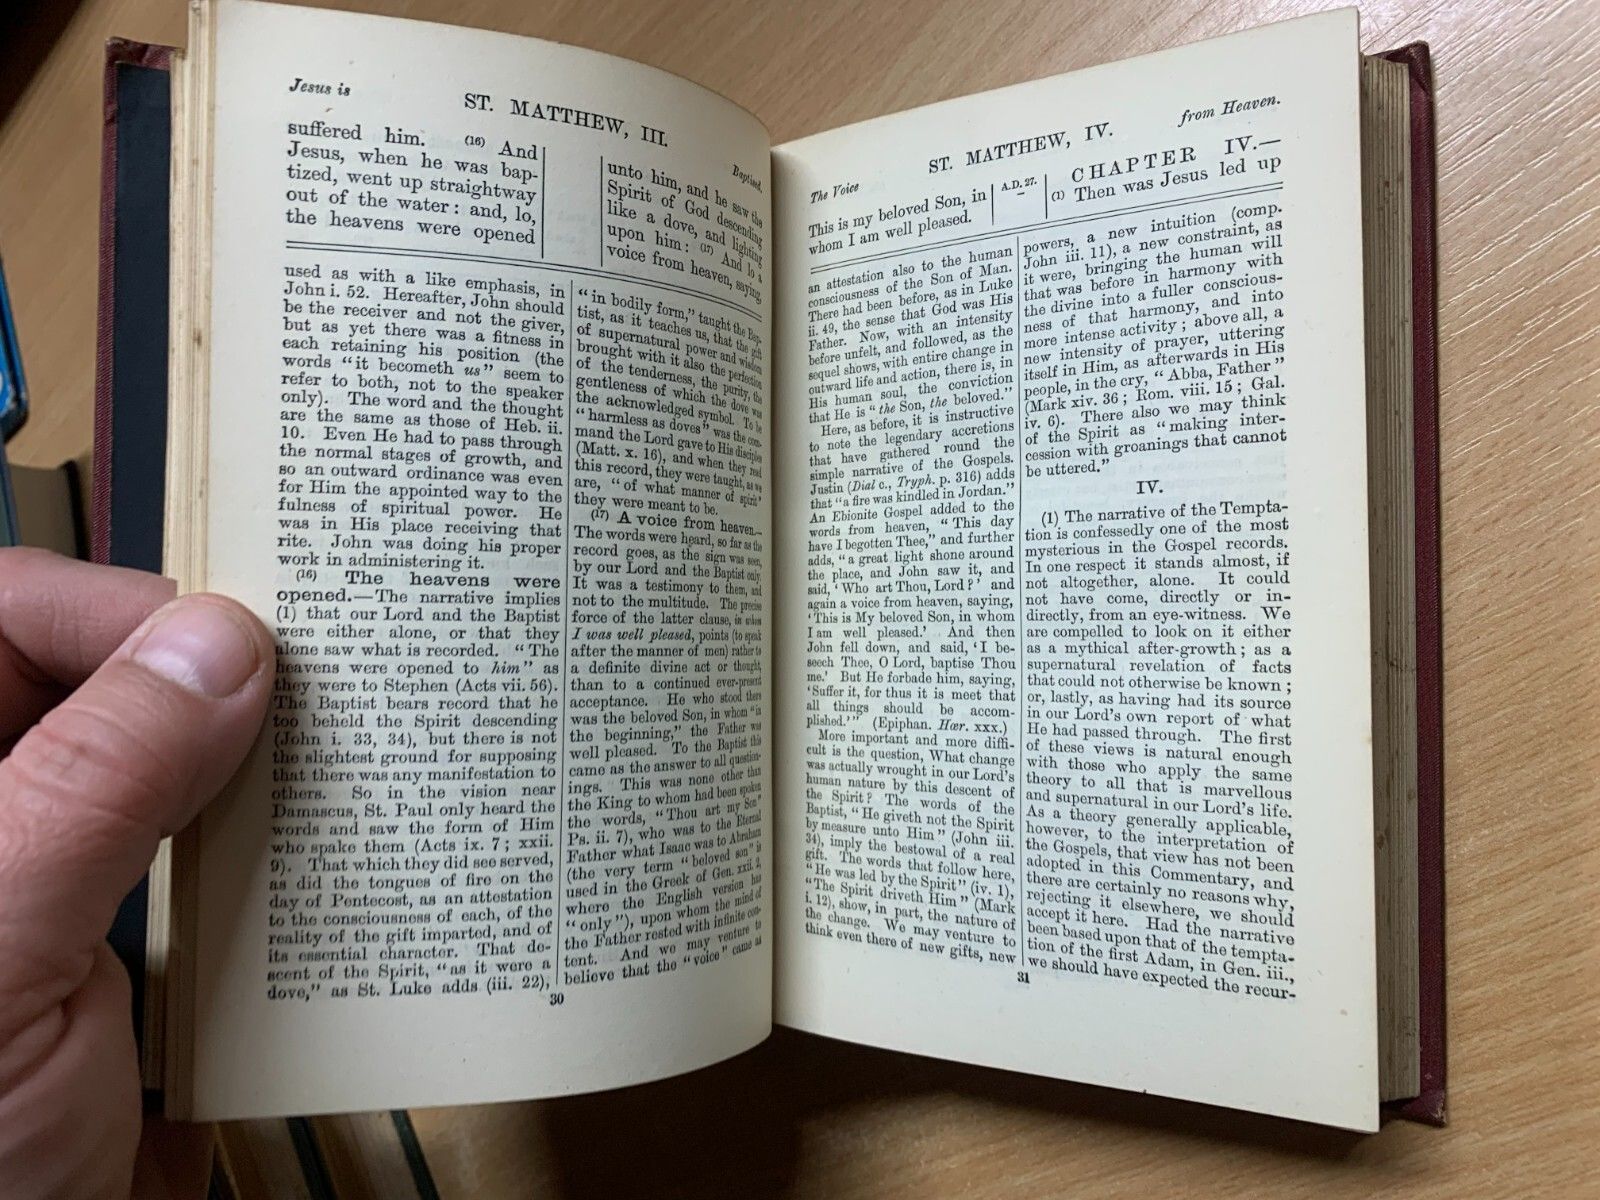 Jesus is
ST. MATTHEW, III.
Baptised.
suffered him. (16) And
Jesus, when he was bap-
tized, went up straightway
out of the water: and, lo,
the heavens were opened
unto him, and he saw the
Spirit of God descending
like a dove, and lighting
upon him: (17) And lo a
voice from heaven, saying,
used as with a like emphasis, in
John i. 52. Hereafter, John should
be the receiver and not the giver,
but as yet there was a fitness in
each retaining his position (the
words "it becometh us" seem to
refer to both, not to the speaker
only). The word and the thought
are the same as those of Heb. ii.
10. Even He had to pass through
the normal stages of growth, and
so an outward ordinance was even
for Him the appointed way to the
fulness of spiritual power. He
was in His place receiving that
rite. John was doing his proper
work in administering it.
(16) The heavens were
opened.—The narrative implies
(1) that our Lord and the Baptist
were either alone, or that they
alone saw what is recorded. "The
heavens were opened to him" as
they were to Stephen (Acts vii. 56).
The Baptist bears record that he
too beheld the Spirit descending
(John i. 33, 34), but there is not
the slightest ground for supposing
that there was any manifestation to
others. So in the vision near
Damascus, St. Paul only heard the
words and saw the form of Him
who spake them (Acts ix. 7; xxii.
9). That which they did see served,
as did the tongues of fire on the
day of Pentecost, as an attestation
to the consciousness of each, of the
reality of the gift imparted, and of
its essential character. That de-
scent of the Spirit, "as it were a
dove," as St. Luke adds (iii. 22),
"in bodily form," taught the Bap-
tist, as it teaches us, that the gift
of supernatural power and wisdom
brought with it also the perfection
of the tenderness, the purity, the
gentleness of which the dove was
the acknowledged symbol. To be
"harmless as doves" was the com-
mand the Lord gave to His disciples
(Matt. x. 16), and when they read
this record, they were taught, as we
are, "of what manner of spirit"
they were meant to be.
(17) A voice from heaven.—
The words were heard, so far as the
record goes, as the sign was seen,
by our Lord and the Baptist only.
It was a testimony to them, and
not to the multitude. The precise
force of the latter clause, in whom
I was well pleased, points (to speak
after the manner of men) rather to
a definite divine act or thought,
than to a continued ever-present
acceptance. He who stood there
was the beloved Son, in whom "in
the beginning," the Father was
well pleased. To the Baptist this
came as the answer to all question-
ings. This was none other than
the King to whom had been spoken
the words, "Thou art my Son"
Ps. ii. 7), who was to the Eternal
Father what Isaac was to Abraham
(the very term "beloved son" is
used in the Greek of Gen. xxii. 2,
where the English version has
"only"), upon whom the mind of
the Father rested with infinite con-
tent. And we may venture to
believe that the "voice" came as
30
The Voice
ST. MATTHEW, IV.
from Heaven.
This is my beloved Son, in
whom I am well pleased.
A.D. 27.
CHAPTER IV.—
(1) Then was Jesus led up
an attestation also to the human
consciousness of the Son of Man.
There had been before, as in Luke
ii. 49, the sense that God was His
Father. Now, with an intensity
before unfelt, and followed, as the
sequel shows, with entire change in
outward life and action, there is, in
His human soul, the conviction
that He is "the Son, the beloved."
Here, as before, it is instructive
to note the legendary accretions
that have gathered round the
simple narrative of the Gospels.
Justin (Dial c., Tryph. p. 316) adds
that "a fire was kindled in Jordan."
An Ebionite Gospel added to the
words from heaven, "This day
have I begotten Thee," and further
adds, "a great light shone around
the place, and John saw it, and
said, 'Who art Thou, Lord?' and
again a voice from heaven, saying,
'This is My beloved Son, in whom
I am well pleased.' And then
John fell down, and said, 'I be-
seech Thee, O Lord, baptise Thou
me.' But He forbade him, saying,
'Suffer it, for thus it is meet that
all things should be accom-
plished.'" (Epiphan. Hær. xxx.)
More important and more diffi-
cult is the question, What change
was actually wrought in our Lord's
human nature by this descent of
the Spirit? The words of the
Baptist, "He giveth not the Spirit
by measure unto Him" (John iii.
34), imply the bestowal of a real
gift. The words that follow here,
"He was led by the Spirit" (iv. 1),
"The Spirit driveth Him" (Mark
i. 12), show, in part, the nature of
the change. We may venture to
think even there of new gifts, new
powers, a new intuition (comp.
John iii. 11), a new constraint, as
it were, bringing the human will
that was before in harmony with
the divine into a fuller conscious-
ness of that harmony, and into
more intense activity; above all, a
new intensity of prayer, uttering
itself in Him, as afterwards in His
people, in the cry, "Abba, Father"
(Mark xiv. 36; Rom. viii. 15; Gal.
iv. 6). There also we may think
of the Spirit as "making inter-
cession with groanings that cannot
be uttered."
IV.
(1) The narrative of the Tempta-
tion is confessedly one of the most
mysterious in the Gospel records.
In one respect it stands almost, if
not altogether, alone. It could
not have come, directly or in-
directly, from an eye-witness. We
are compelled to look on it either
as a mythical after-growth; as a
supernatural revelation of facts
that could not otherwise be known;
or, lastly, as having had its source
in our Lord's own report of what
He had passed through. The first
of these views is natural enough
with those who apply the same
theory to all that is marvellous
and supernatural in our Lord's life.
As a theory generally applicable,
however, to the interpretation of
the Gospels, that view has not been
adopted in this Commentary, and
there are certainly no reasons why,
rejecting it elsewhere, we should
accept it here. Had the narrative
been based upon that of the tempta-
tion of the first Adam, in Gen. iii.,
we should have expected the recur-
31